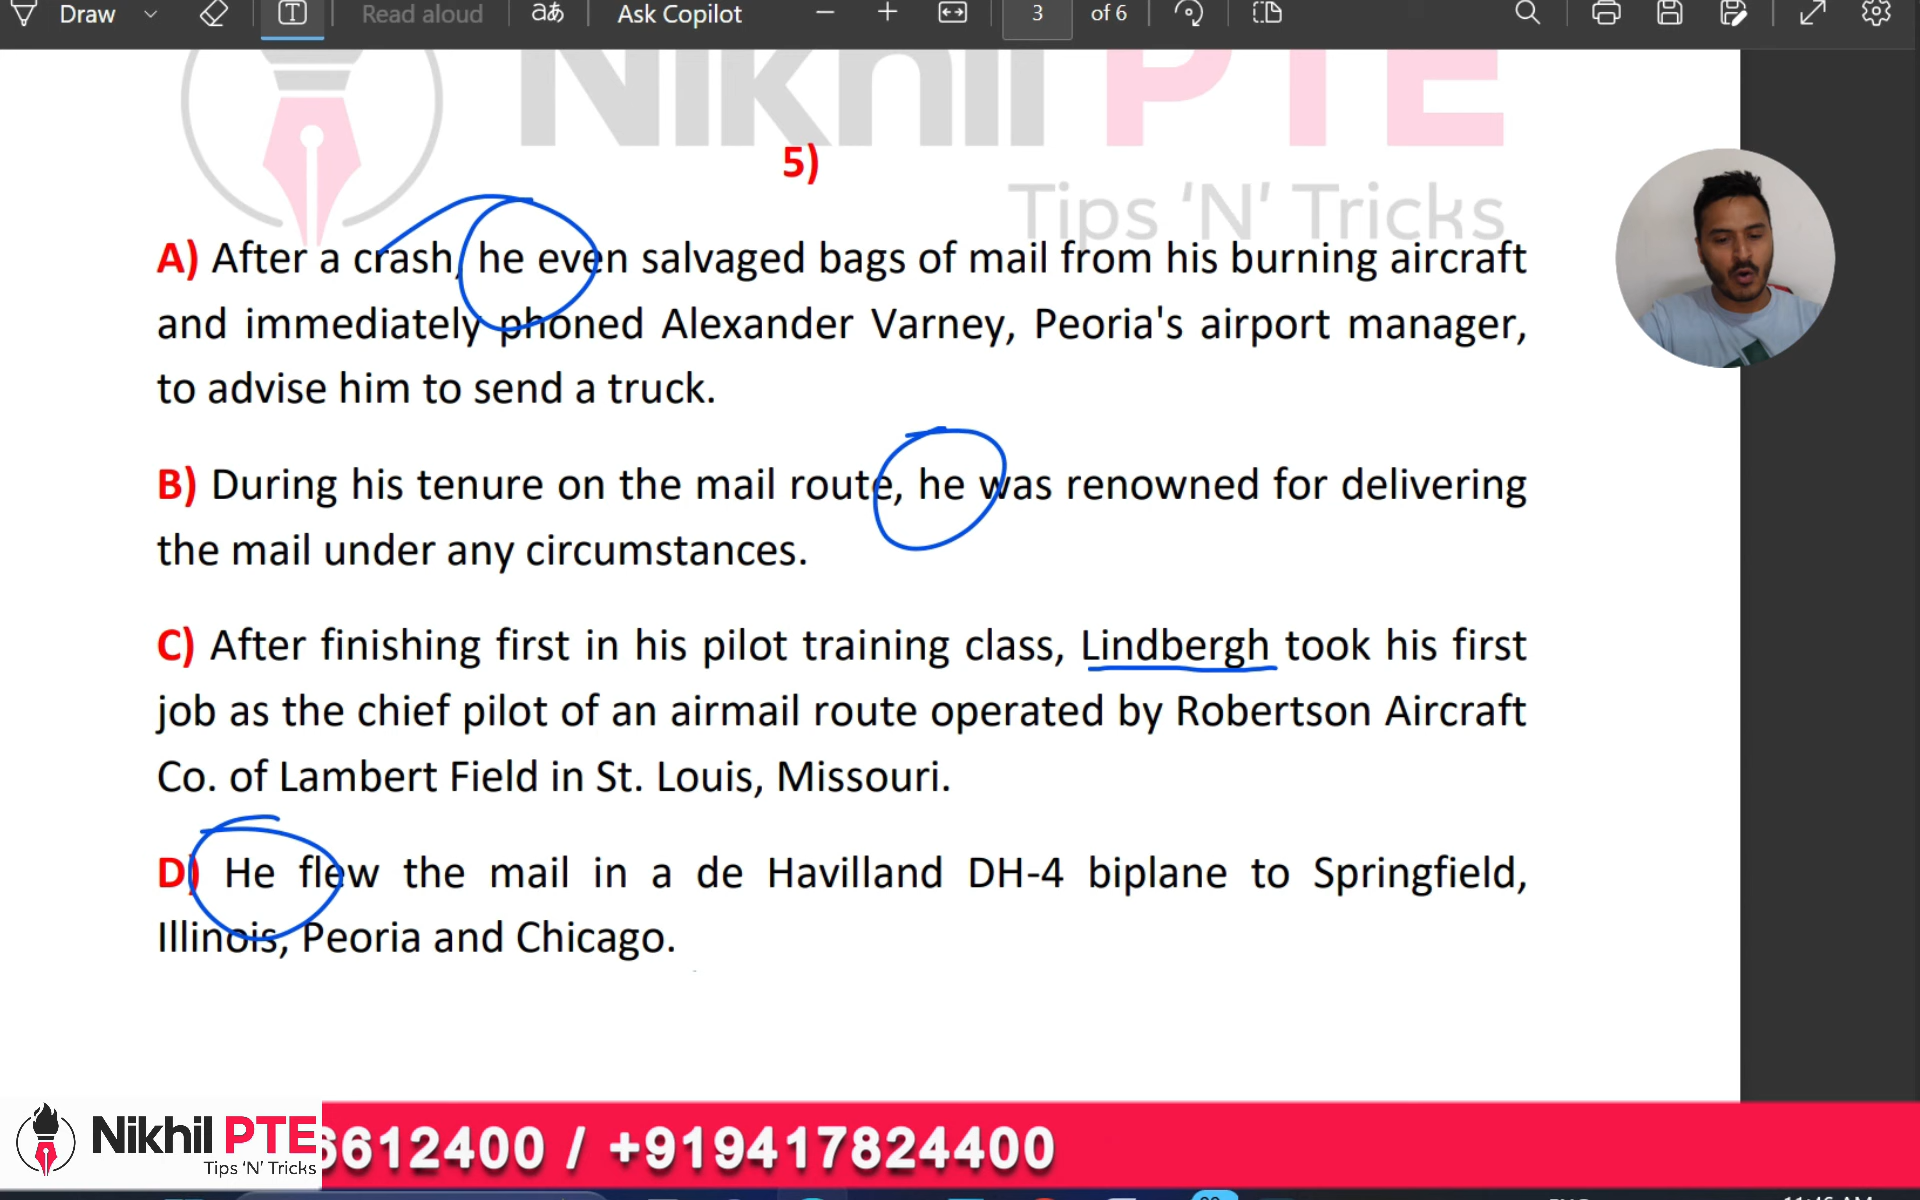 Draw
Read aloud
aあ
Ask Copilot
3
of 6
Nikhil PTE
Tips 'N' Tricks
5)
A) After a crash, he even salvaged bags of mail from his burning aircraft
and immediately phoned Alexander Varney, Peoria's airport manager,
to advise him to send a truck.
B) During his tenure on the mail route, he was renowned for delivering
the mail under any circumstances.
C) After finishing first in his pilot training class, Lindbergh took his first
job as the chief pilot of an airmail route operated by Robertson Aircraft
Co. of Lambert Field in St. Louis, Missouri.
D) He flew the mail in a de Havilland DH-4 biplane to Springfield,
Illinois, Peoria and Chicago.
Nikhil PTE
Tips 'N' Tricks
6612400 / +919417824400